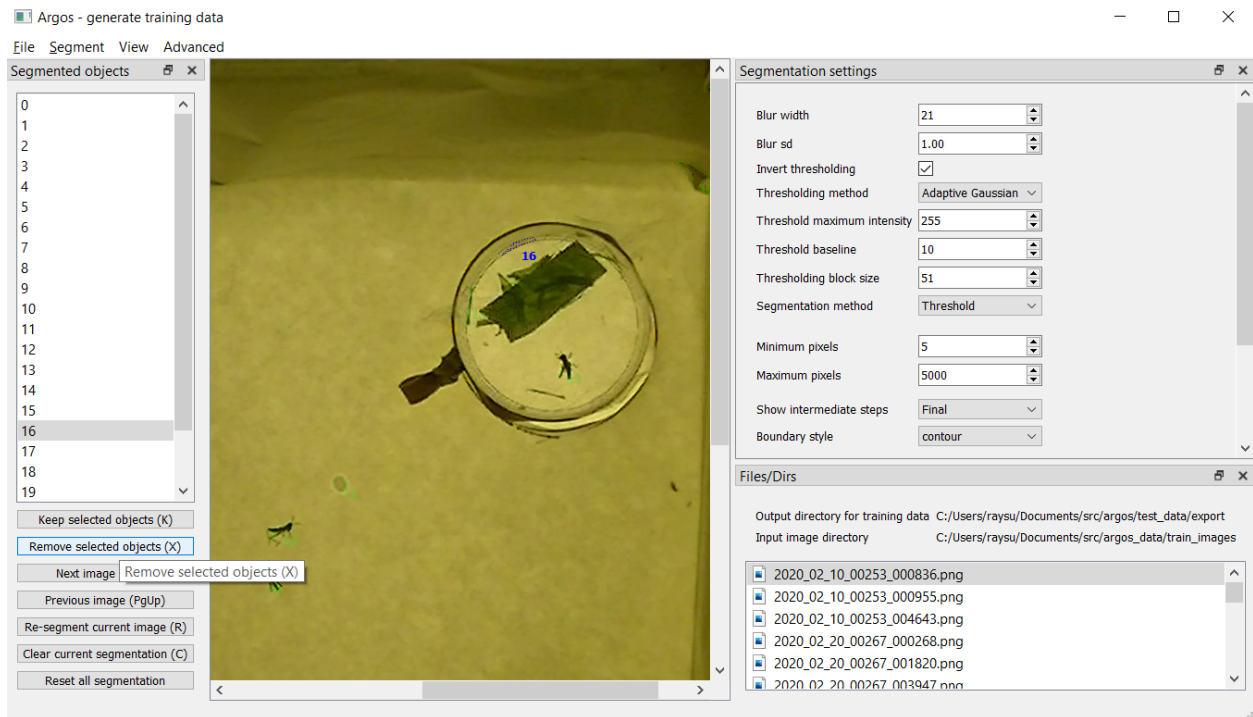 Argos - generate training data
File Segment View Advanced
Segmented objects
0
1
2
3
4
5
6
7
8
9
10
11
12
13
14
15
16
17
18
19
Keep selected objects (K)
Remove selected objects (X)
Next image
Remove selected objects (X)
Previous image (PgUp)
Re-segment current image (R)
Clear current segmentation (C)
Reset all segmentation
16
Segmentation settings
Blur width 21
Blur sd 1.00
Invert thresholding
Thresholding method Adaptive Gaussian
Threshold maximum intensity 255
Threshold baseline 10
Thresholding block size 51
Segmentation method Threshold
Minimum pixels 5
Maximum pixels 5000
Show intermediate steps Final
Boundary style contour
Files/Dirs
Output directory for training data C:/Users/raysu/Documents/src/argos/test_data/export
Input image directory C:/Users/raysu/Documents/src/argos_data/train_images
2020_02_10_00253_000836.png
2020_02_10_00253_000955.png
2020_02_10_00253_004643.png
2020_02_20_00267_000268.png
2020_02_20_00267_001820.png
2020_02_20_00267_003947.png